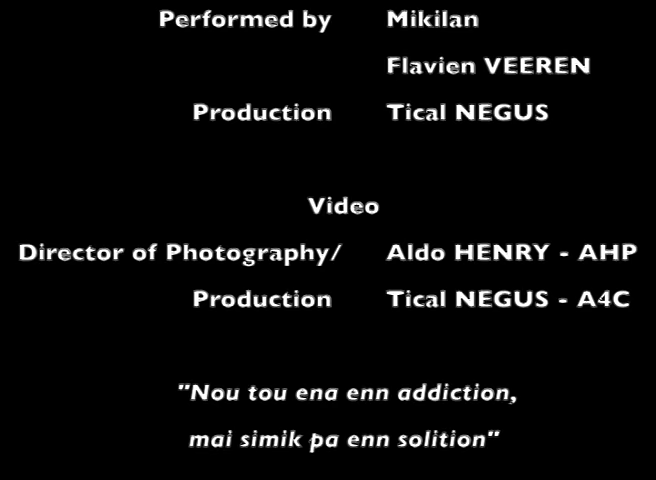 Performed by Mikilan
Flavien VEEREN
Production Tical NEGUS
Video
Director of Photography/ Aldo HENRY - AHP
Production Tical NEGUS - A4C
"Nou tou ena enn addiction,
mai simik pa enn solition"